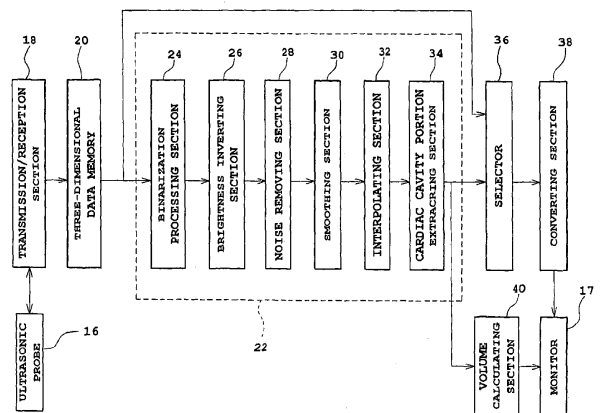 18
20
24
26
28
30
32
34
36
38
TRANSMISSION/RECEPTION
SECTION
THREE-DIMENSIONAL
DATA MEMORY
BINARIZATION
PROCESSING SECTION
BRIGHTNESS INVERTING
SECTION
NOISE REMOVING SECTION
SMOOTHING SECTION
INTERPOLATING SECTION
CARDIAC CAVITY PORTION
EXTRACRING SECTION
SELECTOR
CONVERTING SECTION
22
ULTRASONIC
PROBE
16
40
VOLUME
CALCULATING
SECTION
17
MONITOR